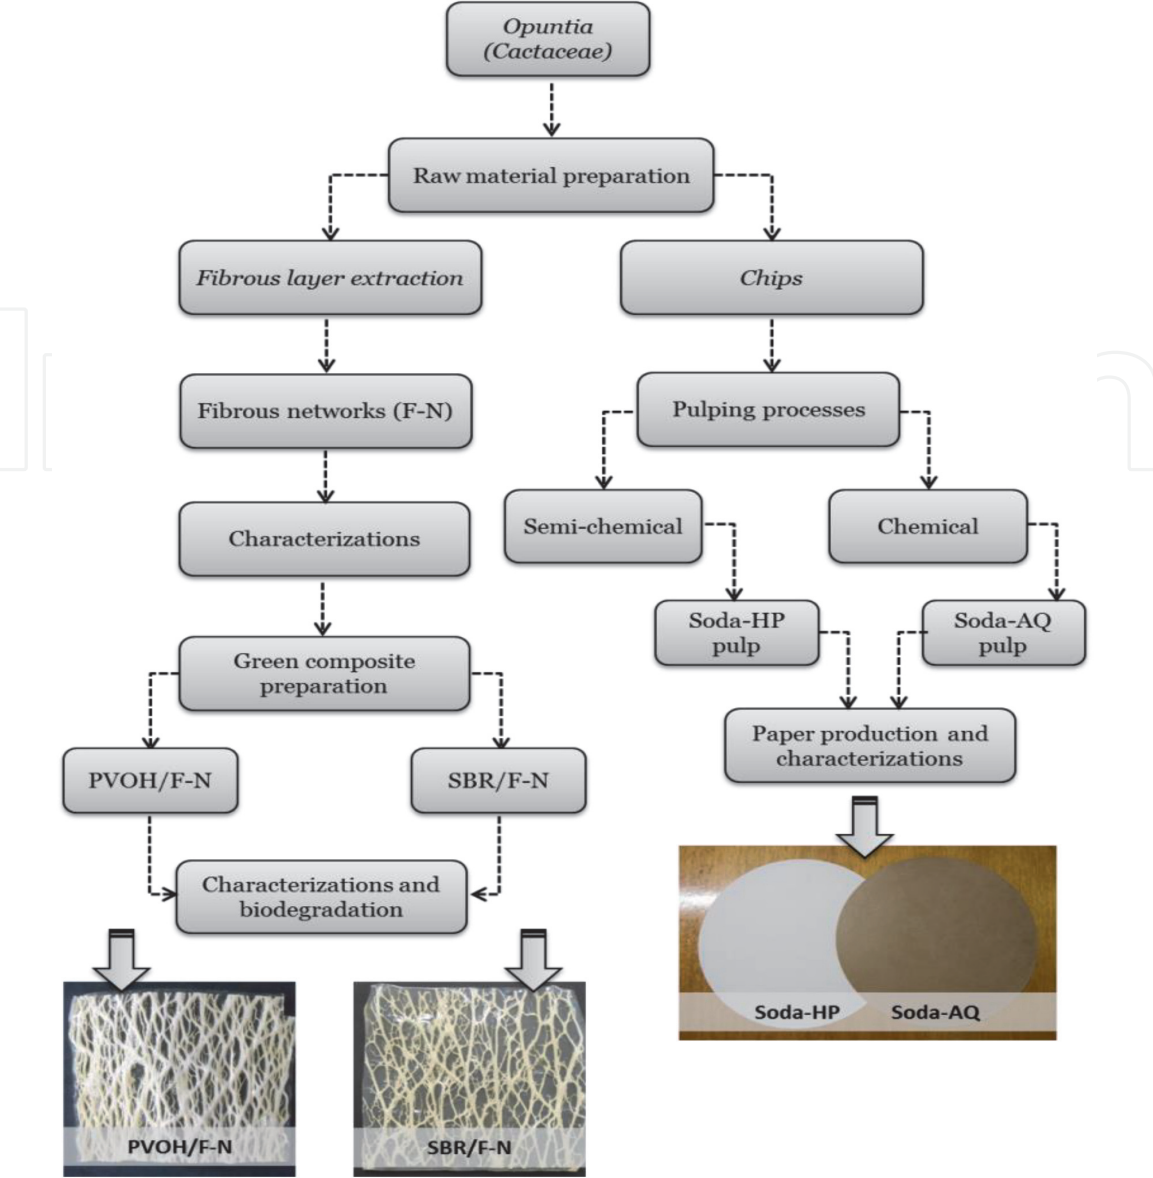 Opuntia
(Cactaceae)
Raw material preparation
Fibrous layer extraction
Chips
Fibrous networks (F-N)
Pulping processes
Characterizations
Semi-chemical
Chemical
Soda-HP
pulp
Soda-AQ
pulp
Green composite
preparation
Paper production and
characterizations
PVOH/F-N
SBR/F-N
Characterizations and
biodegradation
Soda-HP
Soda-AQ
PVOH/F-N
SBR/F-N